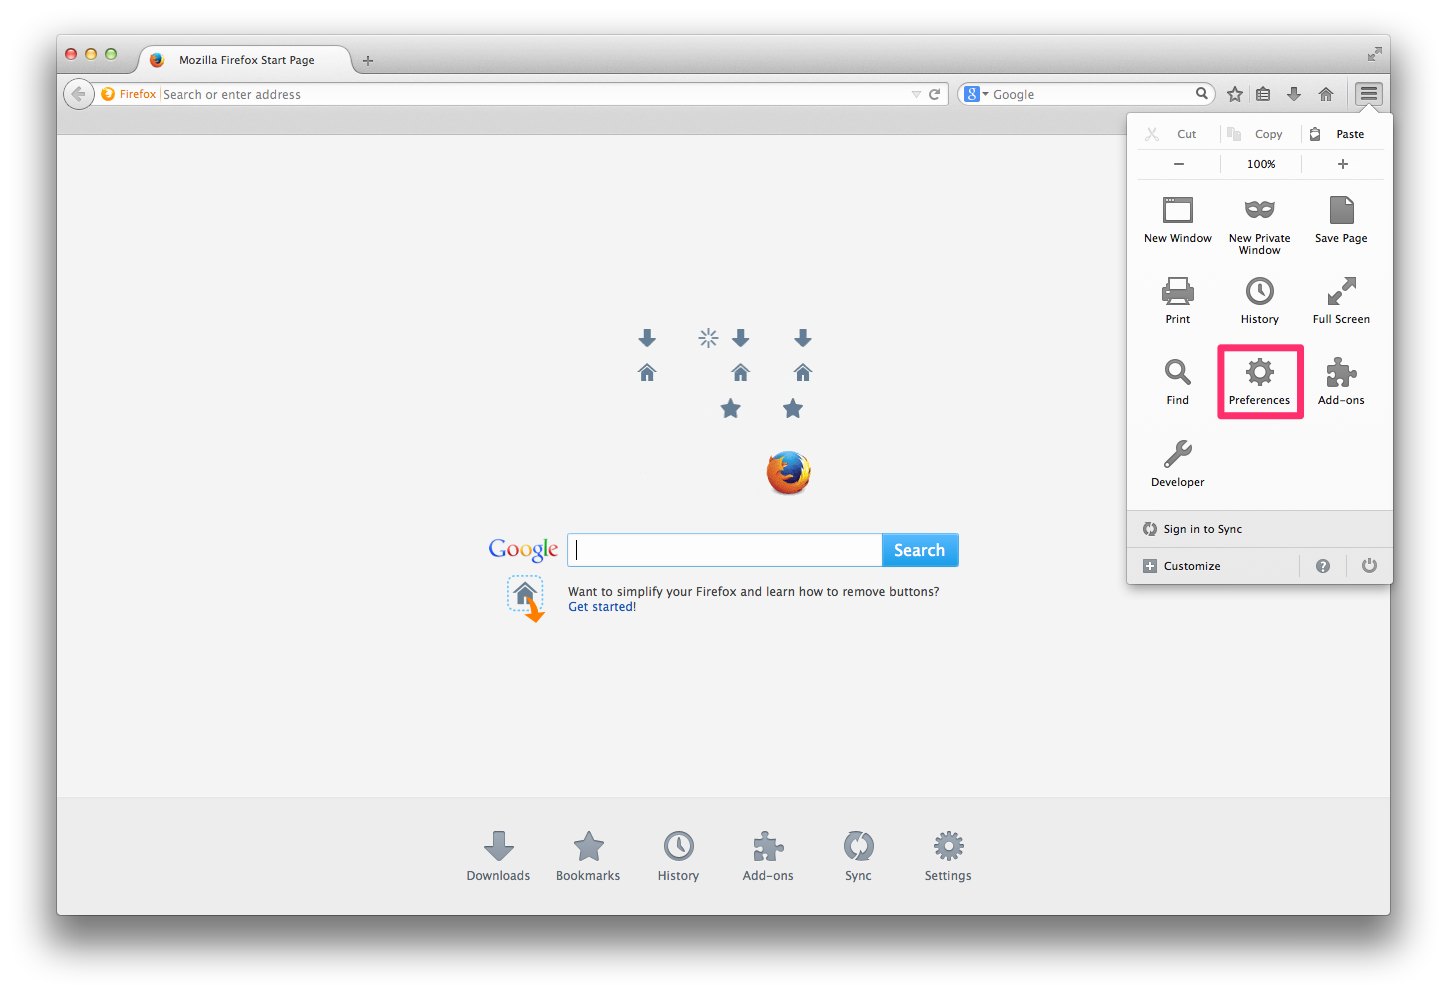 Mozilla Firefox Start Page
Firefox Search or enter address
Google
Cut Copy Paste
100%
New Window New Private Window Save Page
Print History Full Screen
Find Preferences Add-ons
Developer
Sign in to Sync
Customize
Google Search
Want to simplify your Firefox and learn how to remove buttons?
Get started!
Downloads Bookmarks History Add-ons Sync Settings